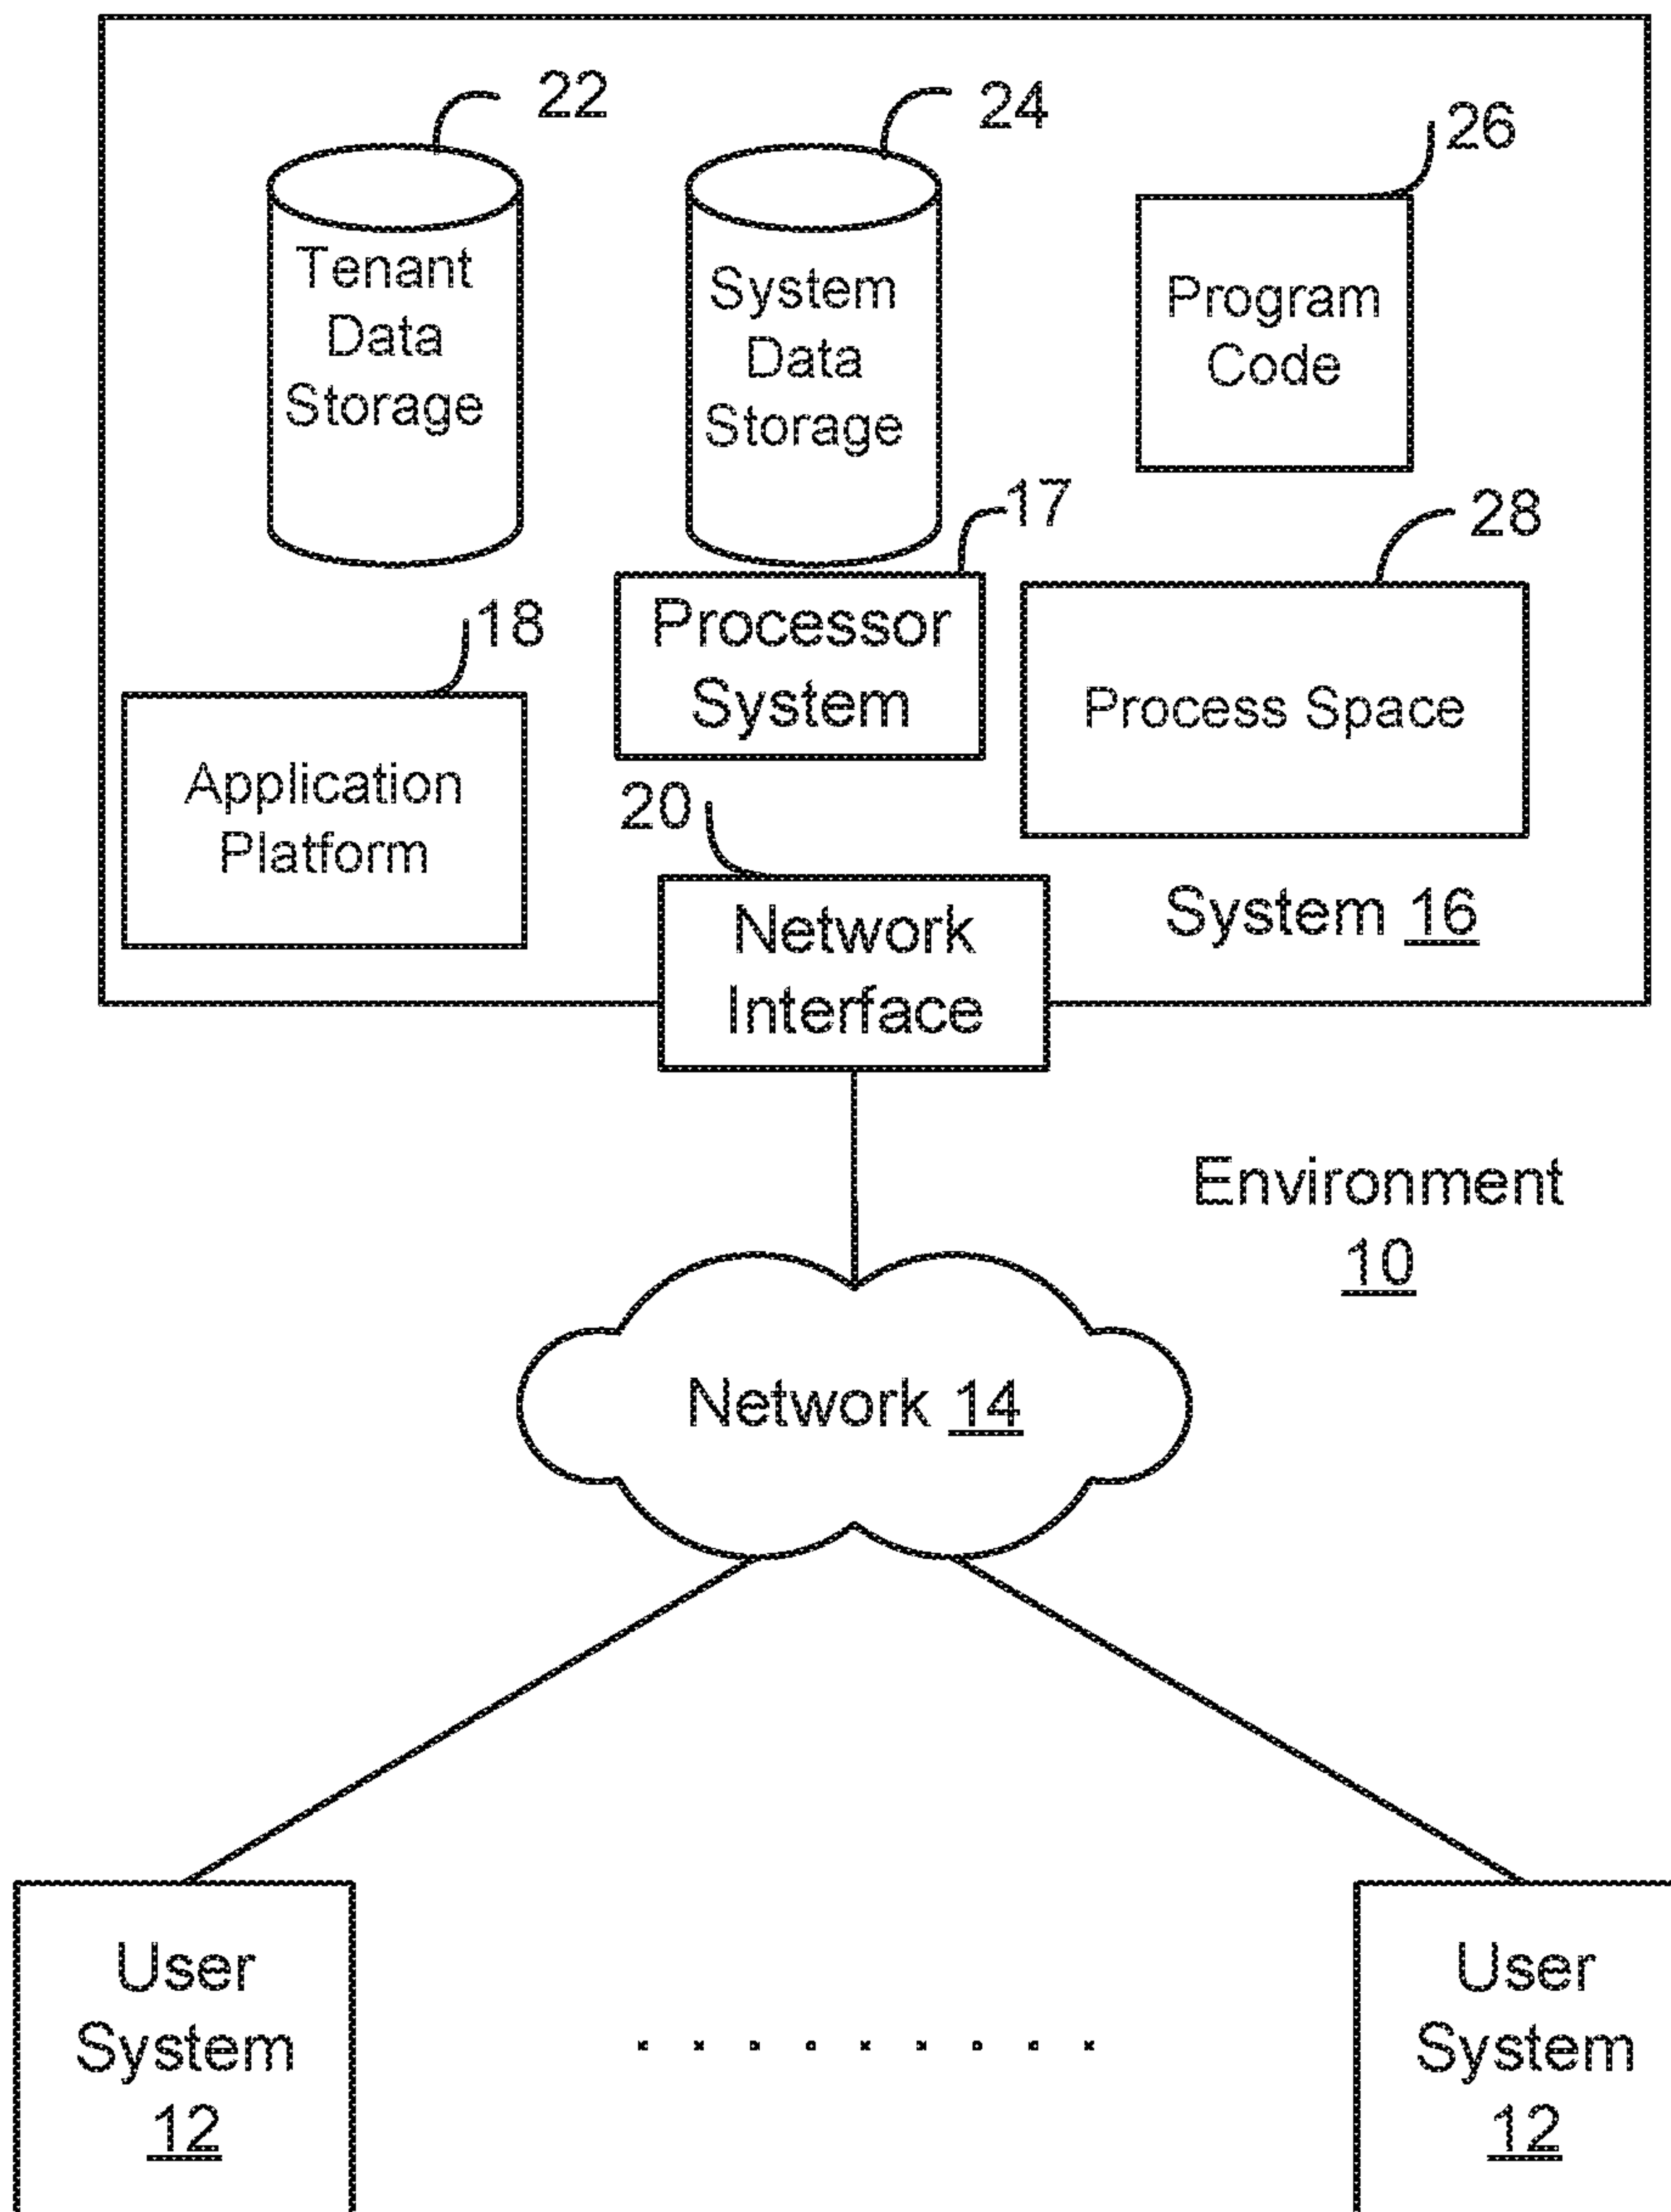 22
24
26
Tenant
Data
Storage
System
Data
Storage
Program
Code
17
28
18
Processor
System
Process Space
Application
Platform
20
Network
Interface
System 16
Environment
10
Network 14
User
System
12
User
System
12